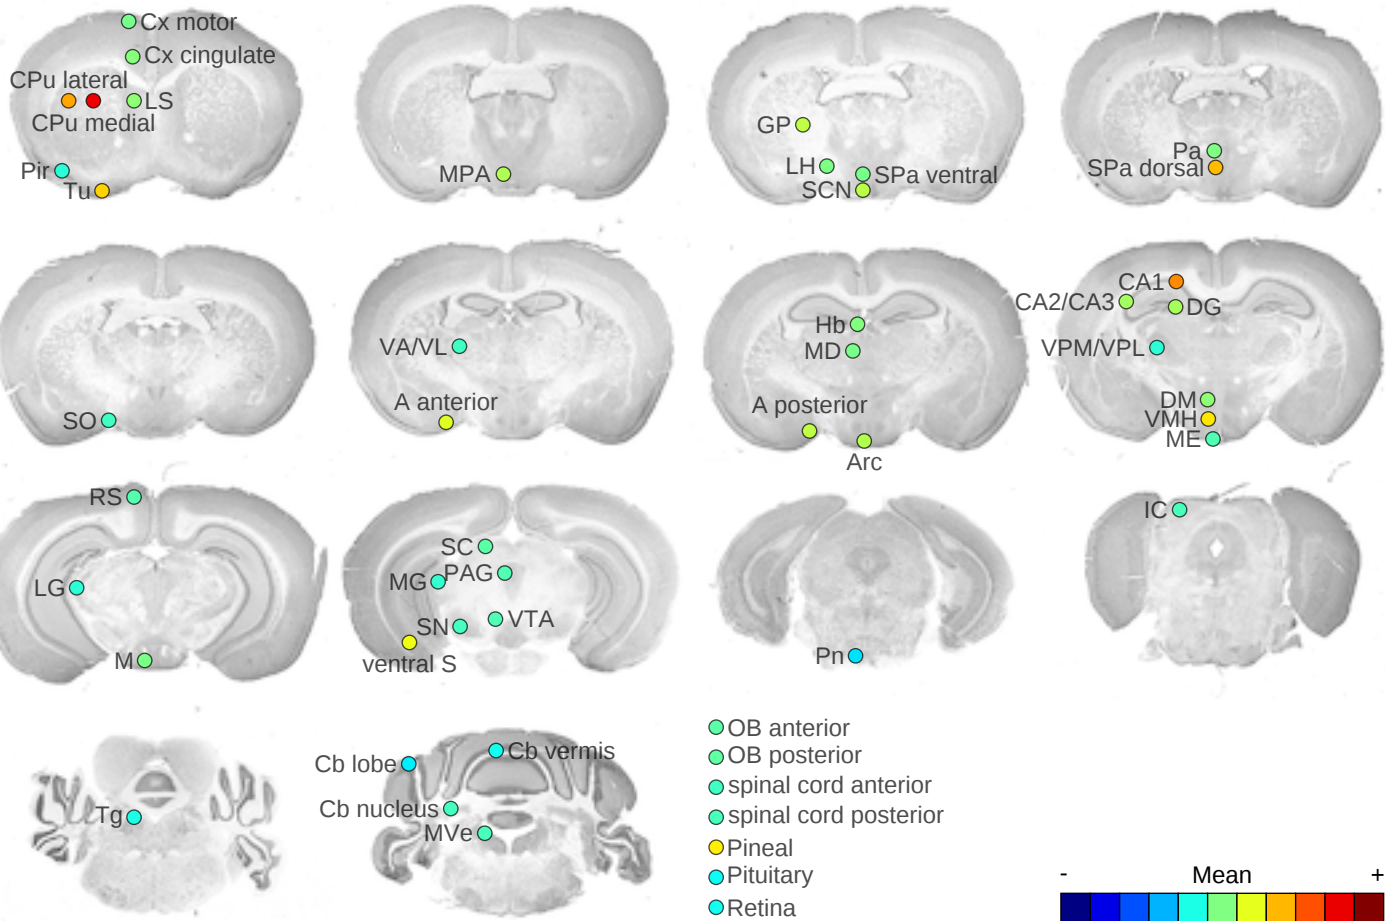 Cx motor
Cx cingulate
CPu lateral
LS
CPu medial
Pir
Tu
MPA
GP
LH
SPa ventral
SCN
Pa
SPa dorsal
SO
VA/VL
A anterior
Hb
MD
A posterior
Arc
CA1
CA2/CA3
DG
VPM/VPL
DM
VMH
ME
RS
LG
M
SC
PAG
MG
VTA
SN
ventral S
Pn
IC
Tg
Cb vermis
Cb lobe
Cb nucleus
MVe
OB anterior
OB posterior
spinal cord anterior
spinal cord posterior
Pineal
Pituitary
Retina
- Mean +